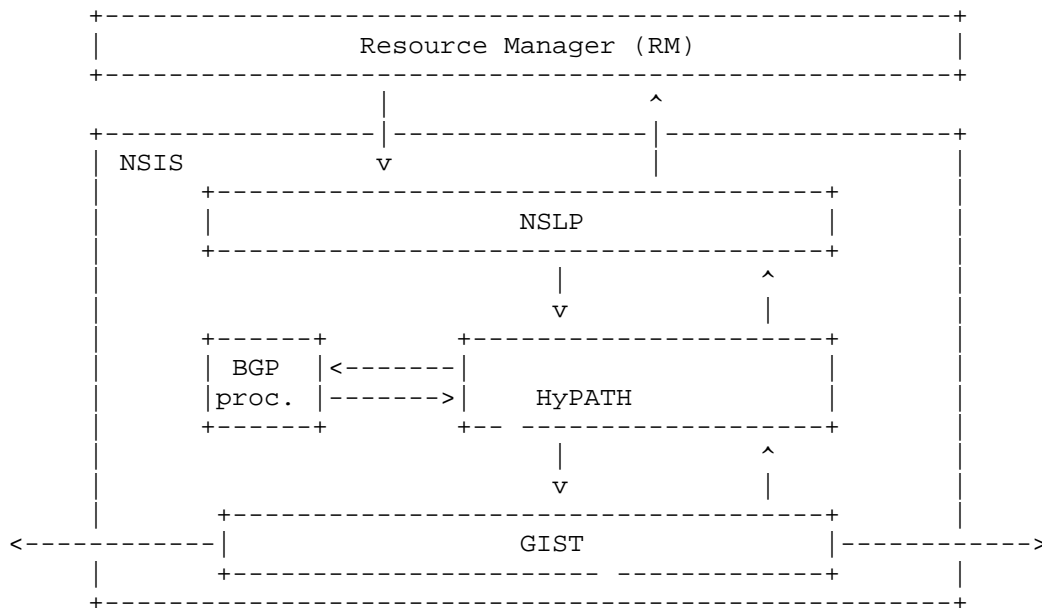 Resource Manager (RM)
NSIS
NSLP
BGP
proc.
HyPATH
GIST